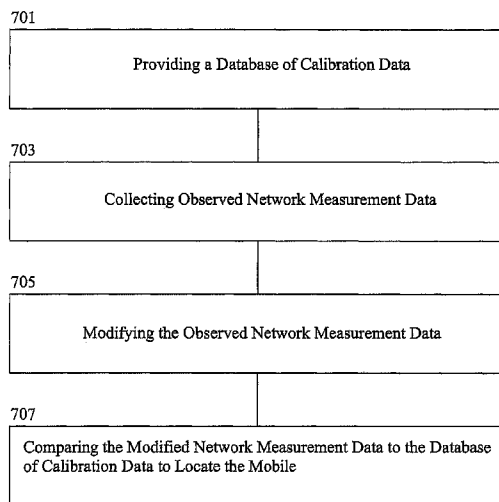 701
Providing a Database of Calibration Data
703
Collecting Observed Network Measurement Data
705
Modifying the Observed Network Measurement Data
707
Comparing the Modified Network Measurement Data to the Database
of Calibration Data to Locate the Mobile